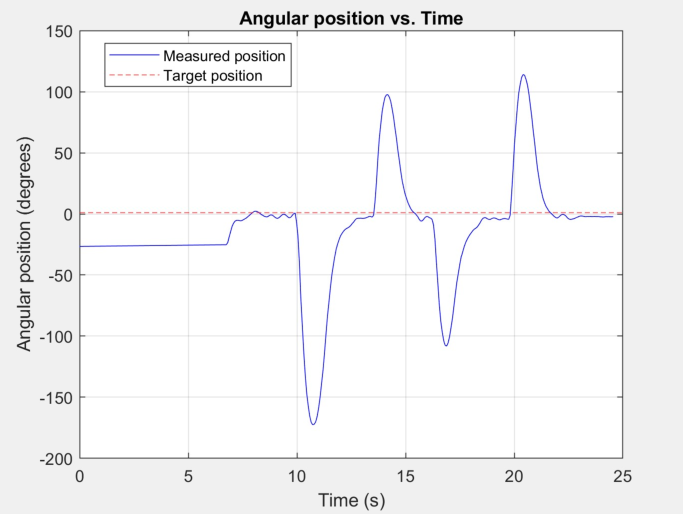 Angular position vs. Time
Measured position
Target position
150
100
50
0
-50
-100
-150
-200
Angular position (degrees)
0
5
10
15
20
25
Time (s)